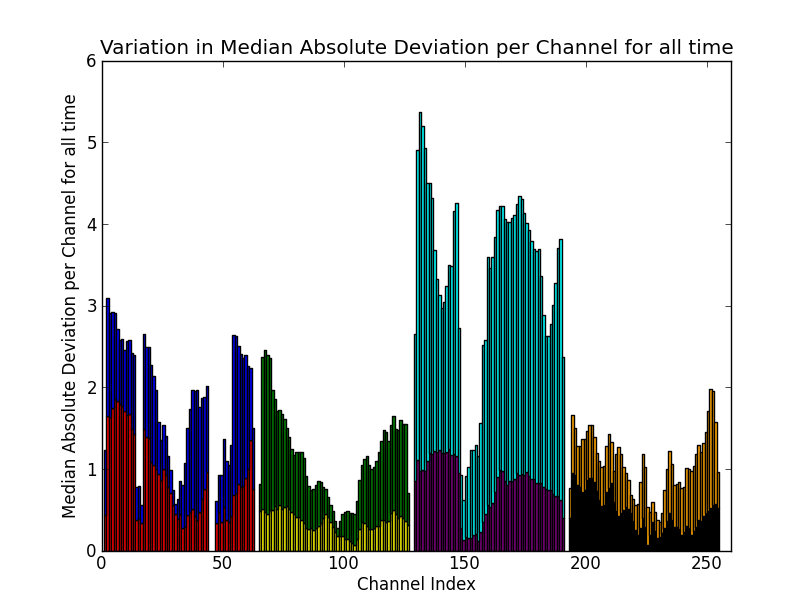 Variation in Median Absolute Deviation per Channel for all time
Median Absolute Deviation per Channel for all time
6
5
4
3
2
1
0
0 50 100 150 200 250
Channel Index